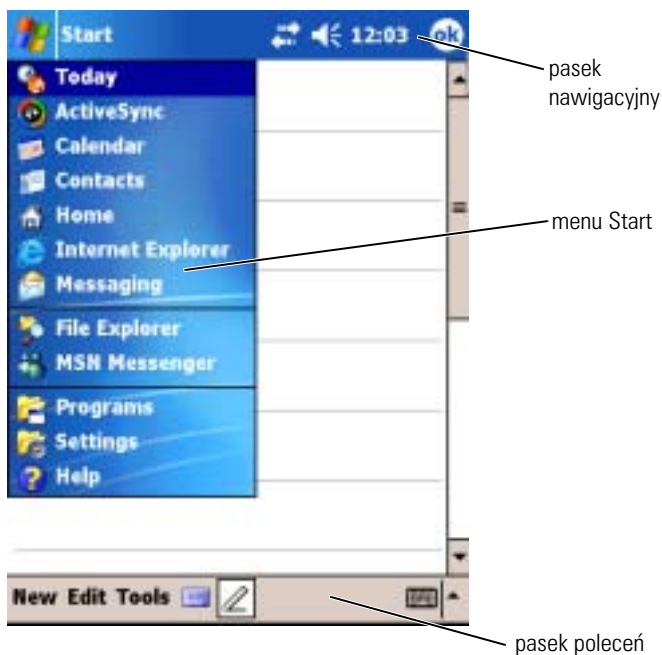 Start 12:03 ok
pasek
nawigacyjny
Today
ActiveSync
Calendar
Contacts
Home
menu Start
Internet Explorer
Messaging
File Explorer
MSN Messenger
Programs
Settings
Help
New Edit Tools
pasek poleceń